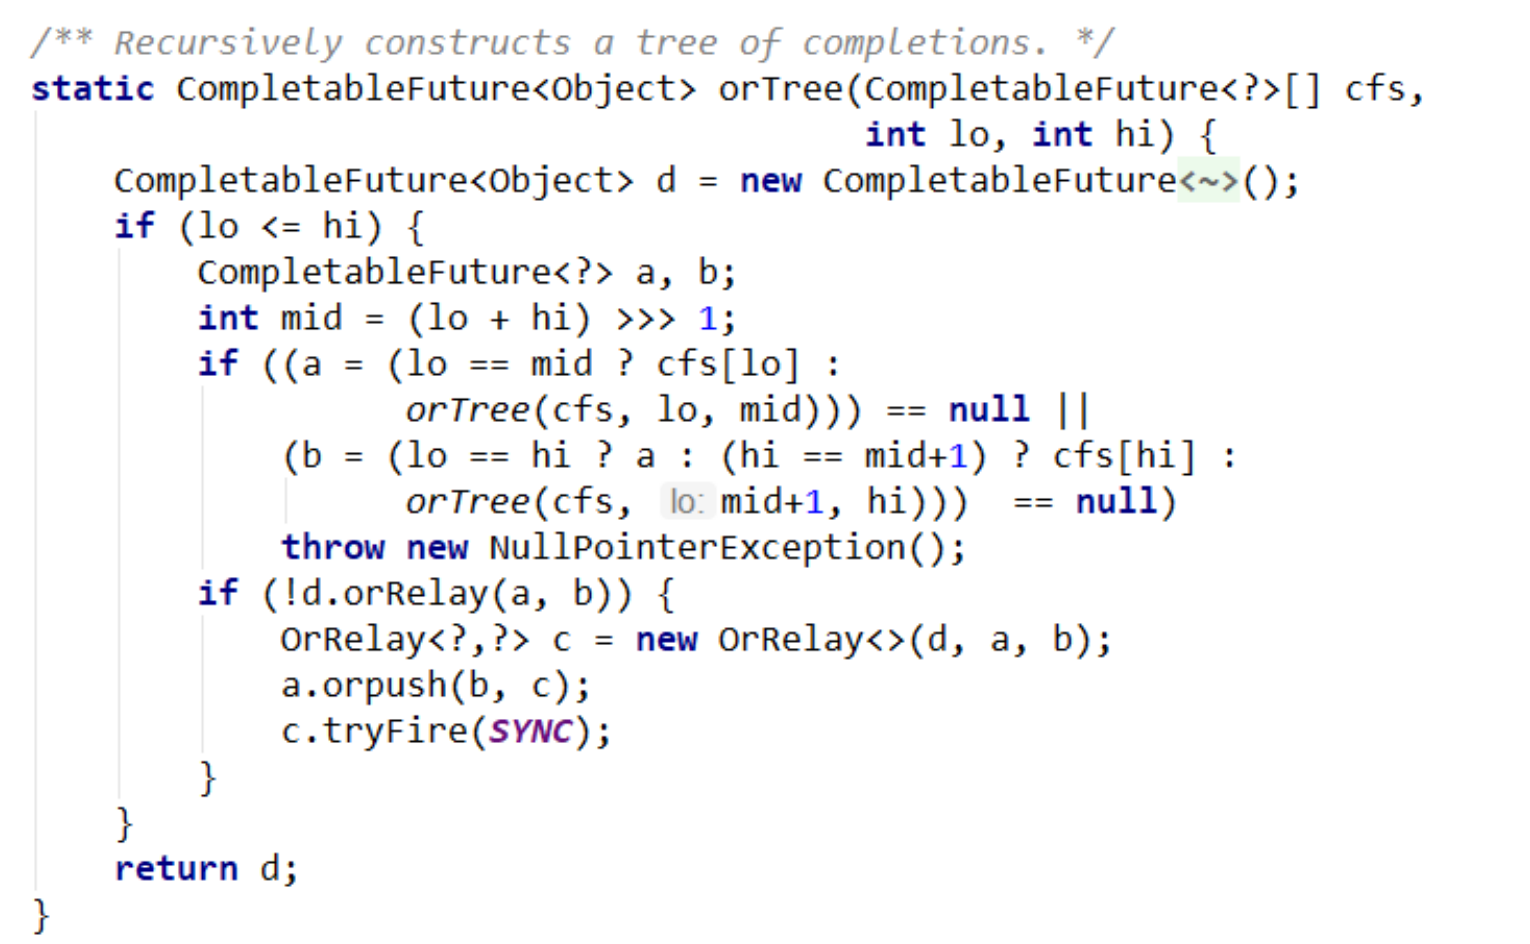 /** Recursively constructs a tree of completions. */
static CompletableFuture<Object> orTree(CompletableFuture<?>[] cfs,
                                        int lo, int hi) {
    CompletableFuture<Object> d = new CompletableFuture<~>();
    if (lo <= hi) {
        CompletableFuture<?> a, b;
        int mid = (lo + hi) >>> 1;
        if ((a = (lo == mid ? cfs[lo] :
                  orTree(cfs, lo, mid))) == null ||
            (b = (lo == hi ? a : (hi == mid+1) ? cfs[hi] :
                  orTree(cfs, lo: mid+1, hi)))  == null)
            throw new NullPointerException();
        if (!d.orRelay(a, b)) {
            OrRelay<?,?> c = new OrRelay<>(d, a, b);
            a.orpush(b, c);
            c.tryFire(SYNC);
        }
    }
    return d;
}